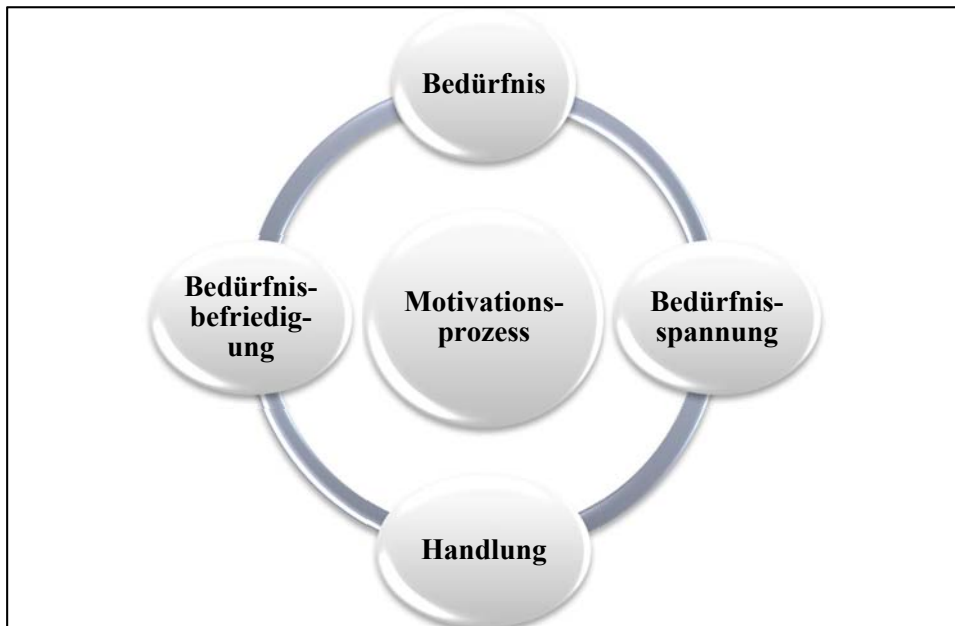 Bedürfnis
Bedürfnis-
befriedig-
ung
Motivations-
prozess
Bedürfnis-
spannung
Handlung